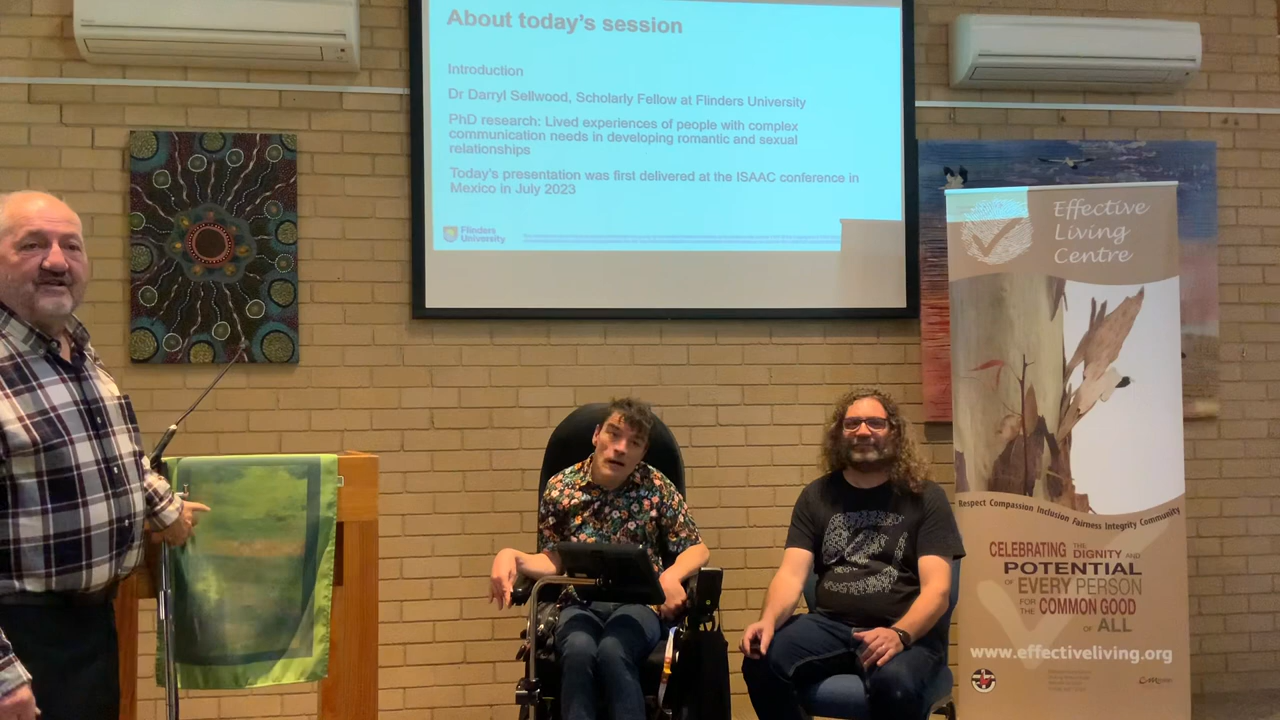 About today's session
Introduction
Dr Darryl Sellwood, Scholarly Fellow at Flinders University
PhD research: Lived experiences of people with complex
communication needs in developing romantic and sexual
relationships
Today's presentation was first delivered at the ISAAC conference in
Mexico in July 2023
Flinders
University
Effective
Living
Centre
Respect Compassion Inclusion Fairness Integrity Community
CELEBRATING THE DIGNITY AND
POTENTIAL
OF EVERY PERSON
FOR THE COMMON GOOD
OF ALL
www.effectiveliving.org